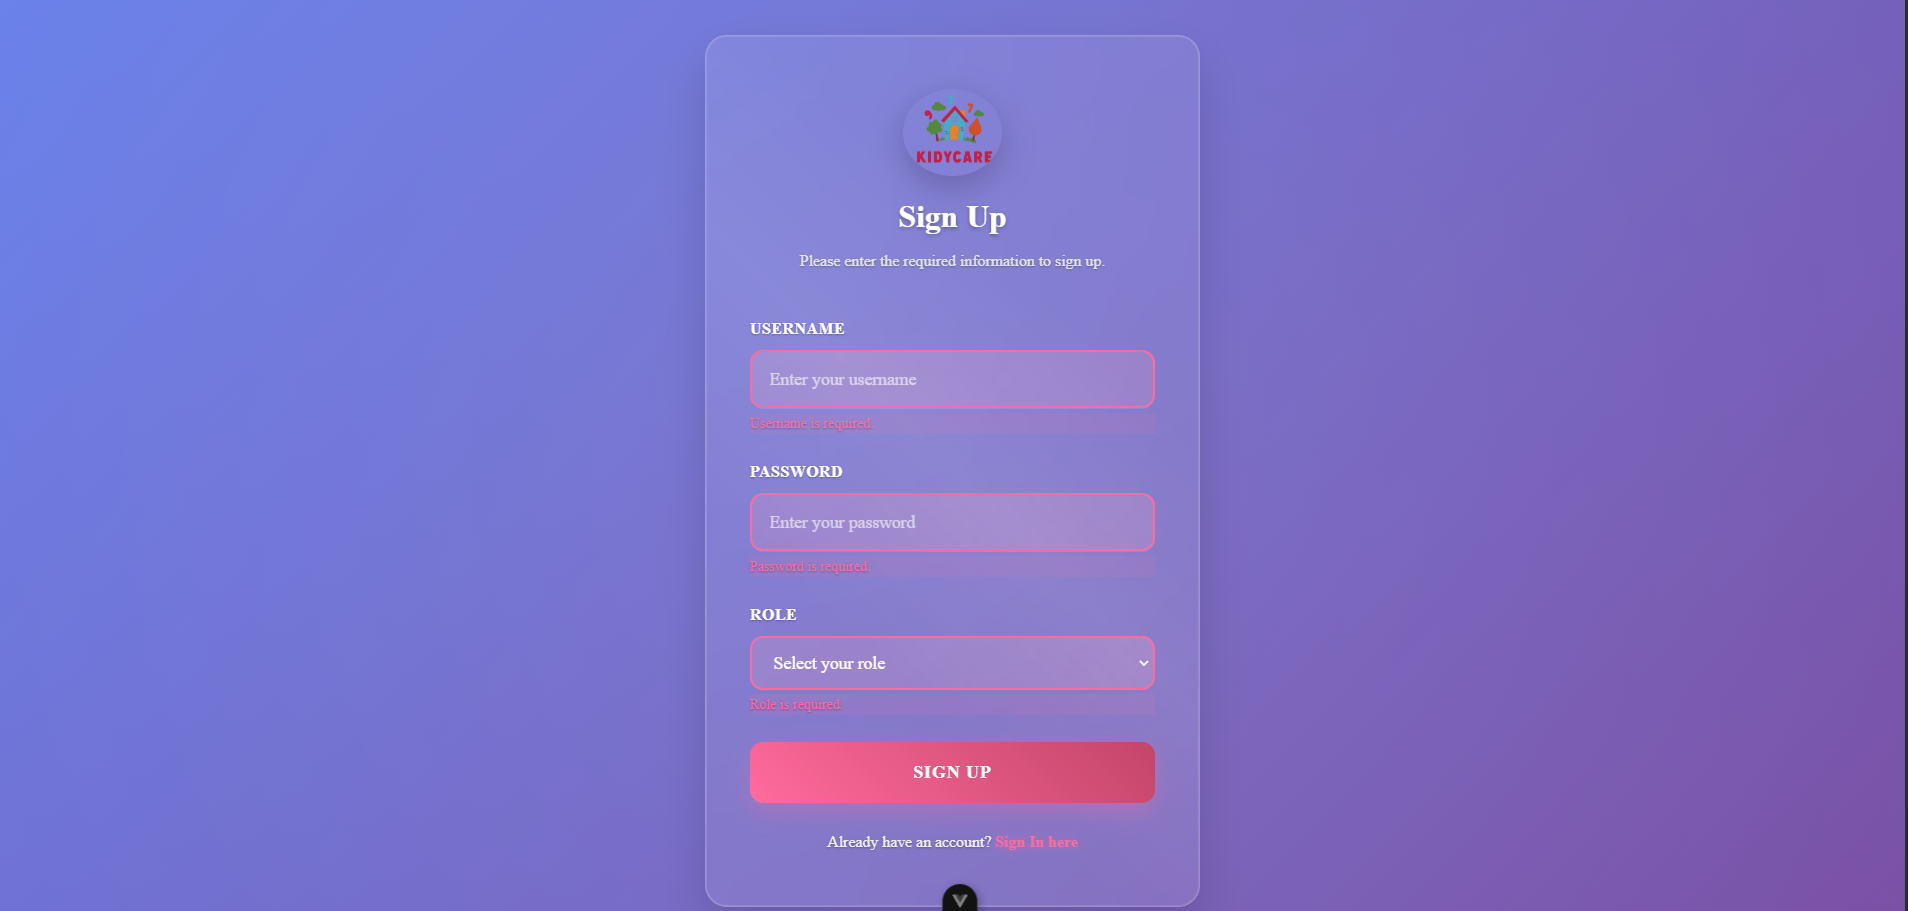 KIDYCARE
Sign Up
Please enter the required information to sign up.
USERNAME
Enter your username
Username is required.
PASSWORD
Enter your password
Password is required.
ROLE
Select your role
Role is required.
SIGN UP
Already have an account? Sign In here